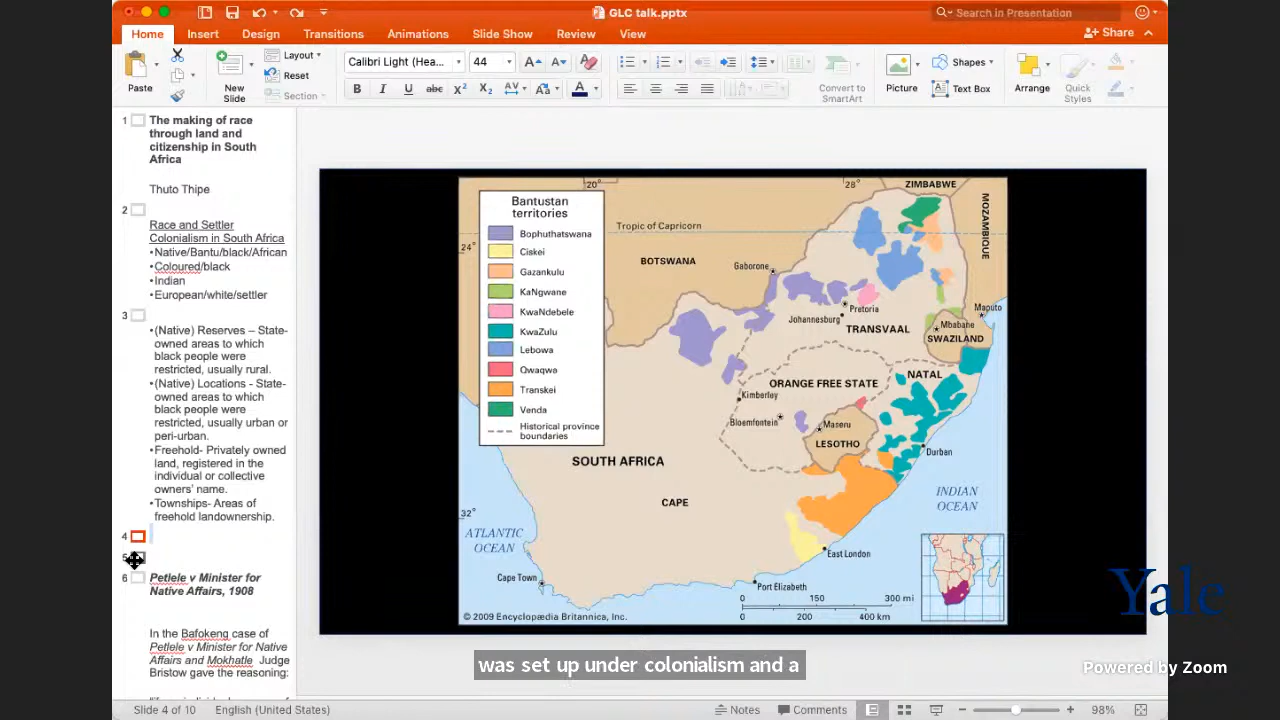 GLC talk.pptx
Search in Presentation
Home Insert Design Transitions Animations Slide Show Review View
Share
Paste
New
Slide
Layout
Reset
Section
Calibri Light (Hea...
44
Convert to
SmartArt
Picture
Shapes
Text Box
Arrange
Quick
Styles
1
The making of race
through land and
citizenship in South
Africa
Thuto Thipe
2
Race and Settler
Colonialism in South Africa
•Native/Bantu/black/African
•Coloured/black
•Indian
•European/white/settler
3
•(Native) Reserves – State-
owned areas to which
black people were
restricted, usually rural.
•(Native) Locations - State-
owned areas to which
black people were
restricted, usually urban or
peri-urban.
•Freehold- Privately owned
land, registered in the
individual or collective
owners' name.
•Townships- Areas of
freehold landownership.
4
5
6
Petlele v Minister for
Native Affairs, 1908
In the Bafokeng case of
Petlele v Minister for Native
Affairs and Mokhatle Judge
Bristow gave the reasoning:
Bantustan
territories
Bophuthatswana
Ciskei
Gazankulu
KaNgwane
KwaNdebele
KwaZulu
Lebowa
Qwaqwa
Transkei
Venda
Historical province
boundaries
20°
28°
ZIMBABWE
MOZAMBIQUE
Tropic of Capricorn
24°
BOTSWANA
Gaborone
Pretoria
Johannesburg
TRANSVAAL
Maputo
Mbabane
SWAZILAND
NATAL
ORANGE FREE STATE
Kimberley
Bloemfontein
Maseru
LESOTHO
Durban
SOUTH AFRICA
CAPE
INDIAN
OCEAN
32°
ATLANTIC
OCEAN
East London
Cape Town
Port Elizabeth
0 150 300 mi
0 200 400 km
© 2009 Encyclopædia Britannica, Inc.
Yale
was set up under colonialism and a
Powered by Zoom
Slide 4 of 10
English (United States)
Notes
Comments
98%